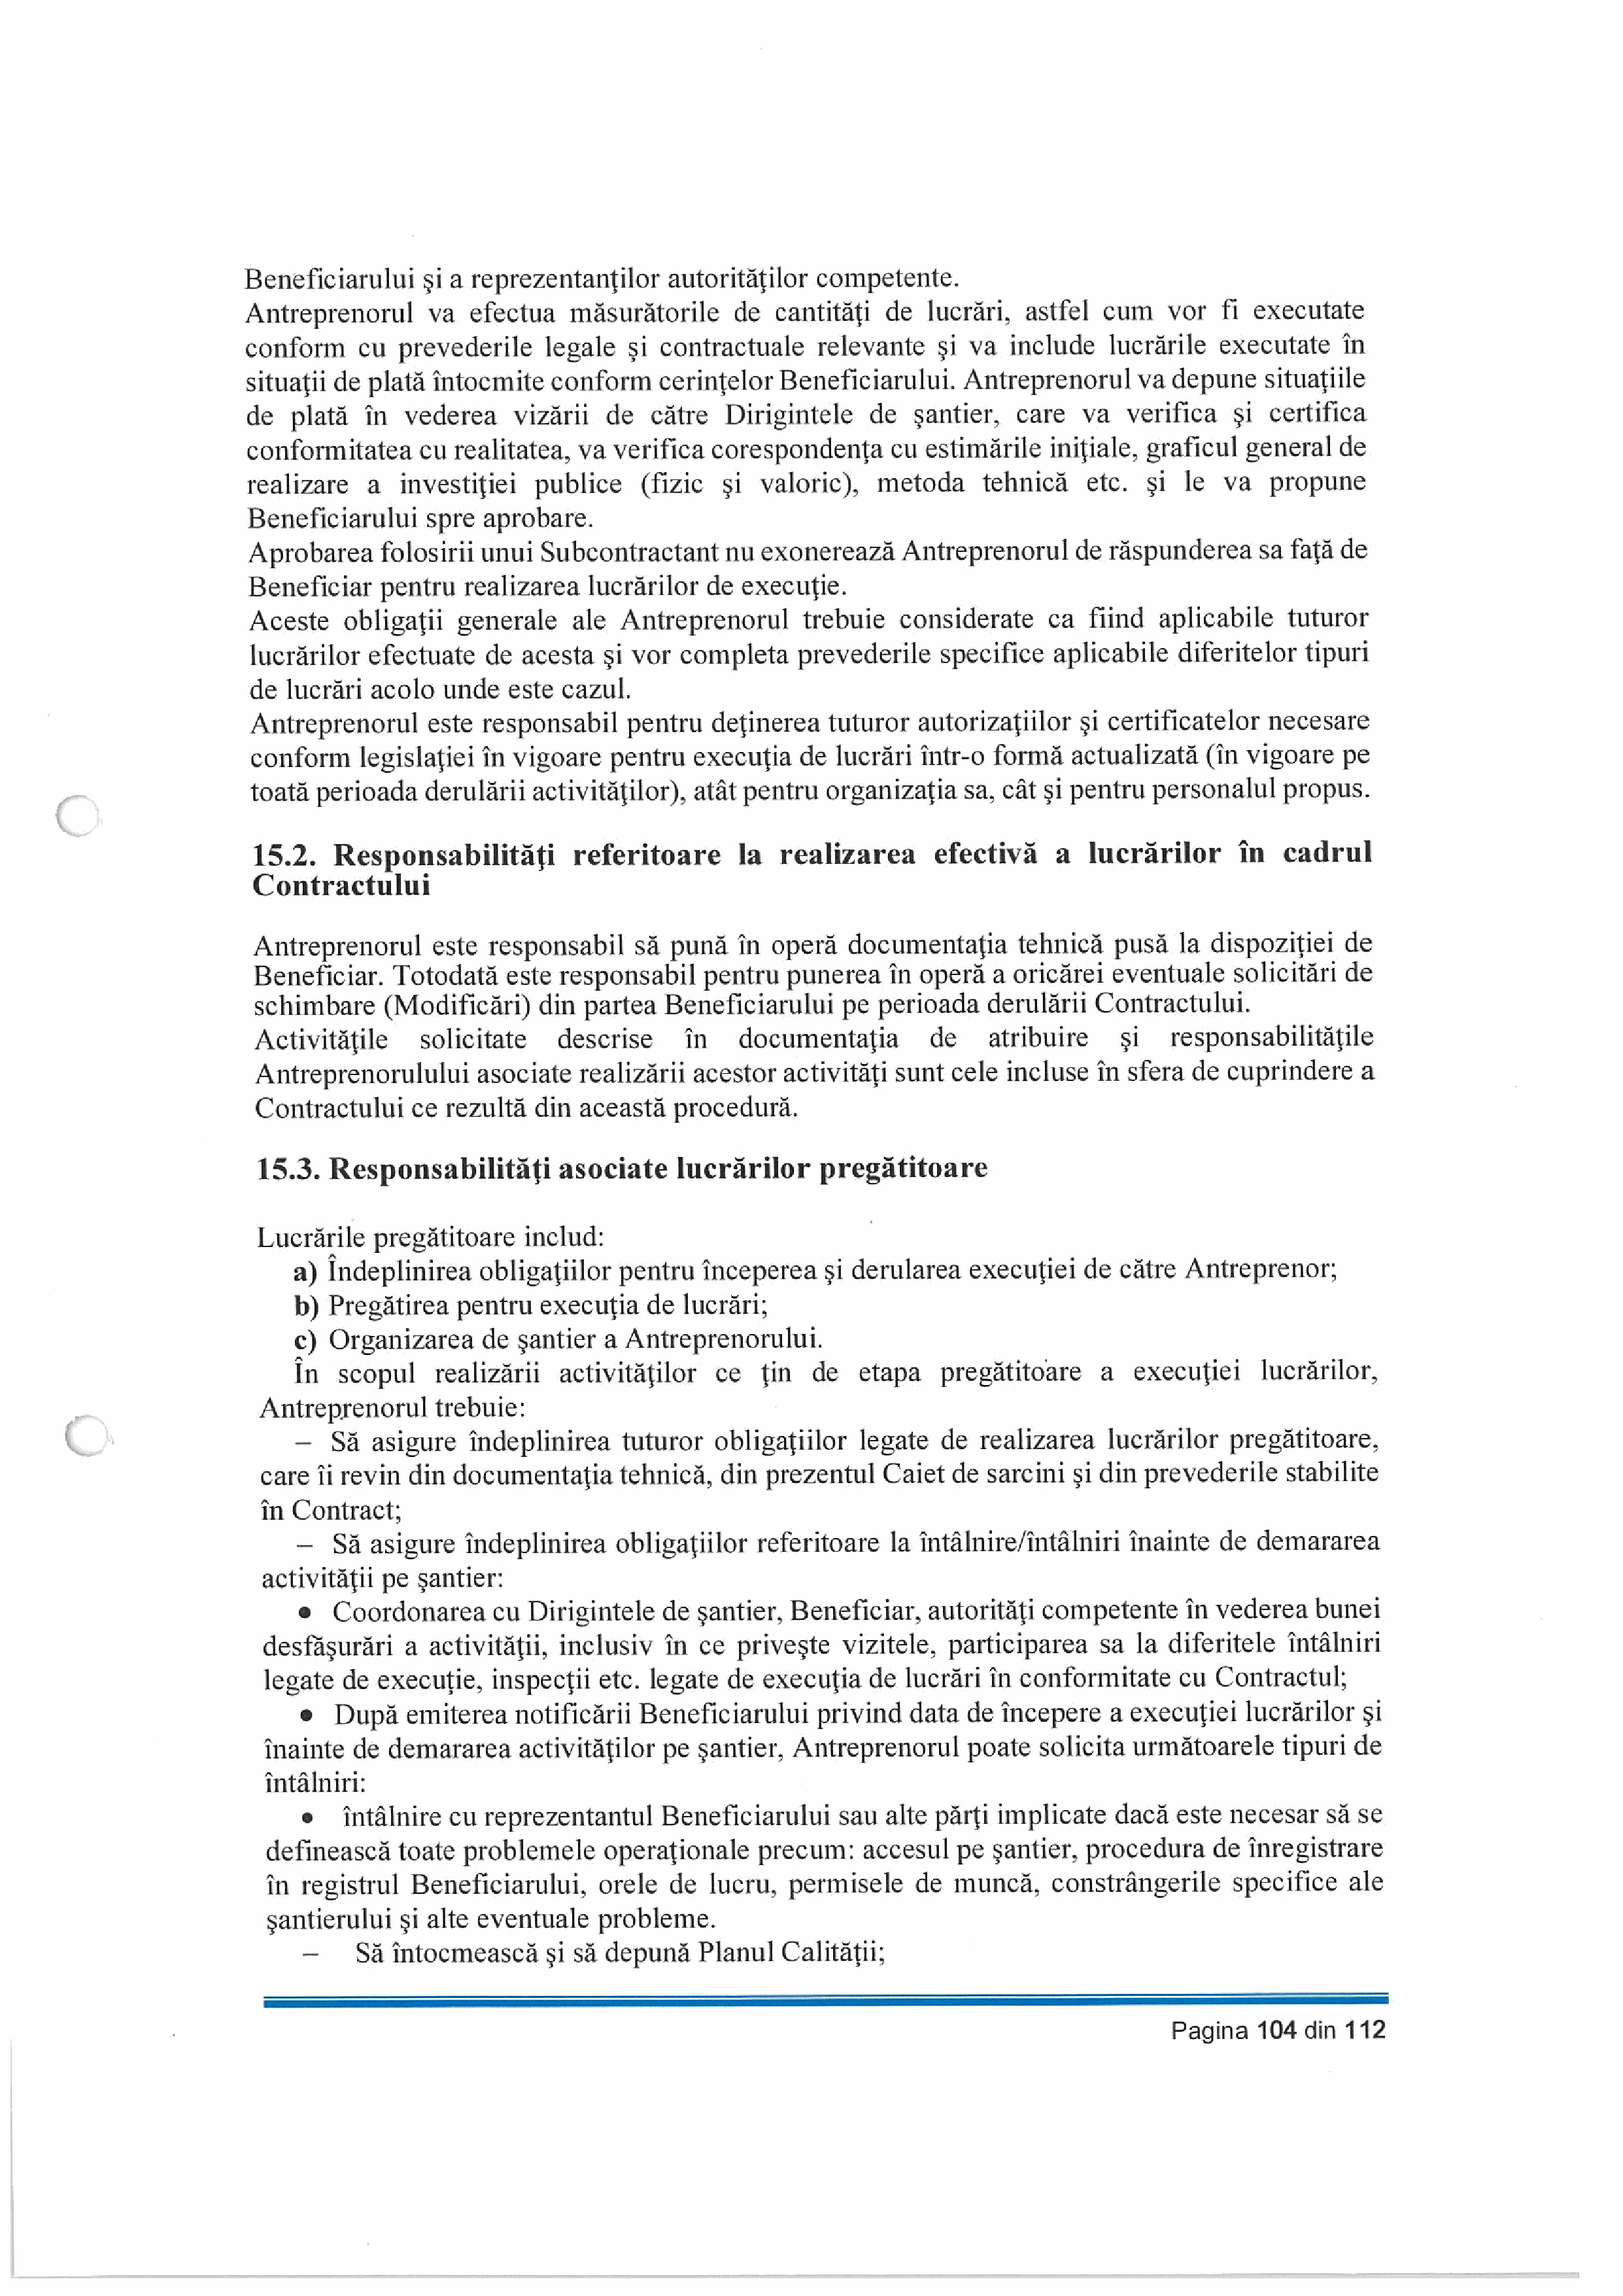 Beneficiarului şi a reprezentanţilor autorităţilor competente.
Antreprenorul va efectua măsurătorile de cantităţi de lucrări, astfel cum vor fi executate
conform cu prevederile legale şi contractuale relevante şi va include lucrările executate în
situaţii de plată întocmite conform cerinţelor Beneficiarului. Antreprenorul va depune situaţiile
de plată în vederea vizării de către Dirigintele de şantier, care va verifica şi certifica
conformitatea cu realitatea, va verifica corespondenţa cu estimările iniţiale, graficul general de
realizare a investiţiei publice (fizic şi valoric), metoda tehnică etc. şi le va propune
Beneficiarului spre aprobare.
Aprobarea folosirii unui Subcontractant nu exonerează Antreprenorul de răspunderea sa faţă de
Beneficiar pentru realizarea lucrărilor de execuţie.
Aceste obligaţii generale ale Antreprenorul trebuie considerate ca fiind aplicabile tuturor
lucrărilor efectuate de acesta şi vor completa prevederile specifice aplicabile diferitelor tipuri
de lucrări acolo unde este cazul.
Antreprenorul este responsabil pentru deţinerea tuturor autorizaţiilor şi certificatelor necesare
conform legislaţiei în vigoare pentru execuţia de lucrări într-o formă actualizată (în vigoare pe
toată perioada derulării activităţilor), atât pentru organizaţia sa, cât şi pentru personalul propus.
15.2. Responsabilităţi referitoare la realizarea efectivă a lucrărilor în cadrul
Contractului
Antreprenorul este responsabil să pună în operă documentaţia tehnică pusă la dispoziţiei de
Beneficiar. Totodată este responsabil pentru punerea în operă a oricărei eventuale solicitări de
schimbare (Modificări) din partea Beneficiarului pe perioada derulării Contractului.
Activităţile solicitate descrise în documentaţia de atribuire şi responsabilităţile
Antreprenorulului asociate realizării acestor activităţi sunt cele incluse în sfera de cuprindere a
Contractului ce rezultă din această procedură.
15.3. Responsabilităţi asociate lucrărilor pregătitoare
Lucrările pregătitoare includ:
a) Îndeplinirea obligaţiilor pentru începerea şi derularea execuţiei de către Antreprenor;
b) Pregătirea pentru execuţia de lucrări;
c) Organizarea de şantier a Antreprenorului.
În scopul realizării activităţilor ce ţin de etapa pregătitoare a execuţiei lucrărilor,
Antreprenorul trebuie:
– Să asigure îndeplinirea tuturor obligaţiilor legate de realizarea lucrărilor pregătitoare,
care îi revin din documentaţia tehnică, din prezentul Caiet de sarcini şi din prevederile stabilite
în Contract;
– Să asigure îndeplinirea obligaţiilor referitoare la întâlnire/întâlniri înainte de demararea
activităţii pe şantier:
• Coordonarea cu Dirigintele de şantier, Beneficiar, autorităţi competente în vederea bunei
desfăşurări a activităţii, inclusiv în ce priveşte vizitele, participarea sa la diferitele întâlniri
legate de execuţie, inspecţii etc. legate de execuţia de lucrări în conformitate cu Contractul;
• După emiterea notificării Beneficiarului privind data de începere a execuţiei lucrărilor şi
înainte de demararea activităţilor pe şantier, Antreprenorul poate solicita următoarele tipuri de
întâlniri:
• întâlnire cu reprezentantul Beneficiarului sau alte părţi implicate dacă este necesar să se
definească toate problemele operaţionale precum: accesul pe şantier, procedura de înregistrare
în registrul Beneficiarului, orele de lucru, permisele de muncă, constrângerile specifice ale
şantierului şi alte eventuale probleme.
– Să întocmească şi să depună Planul Calităţii;
Pagina 104 din 112